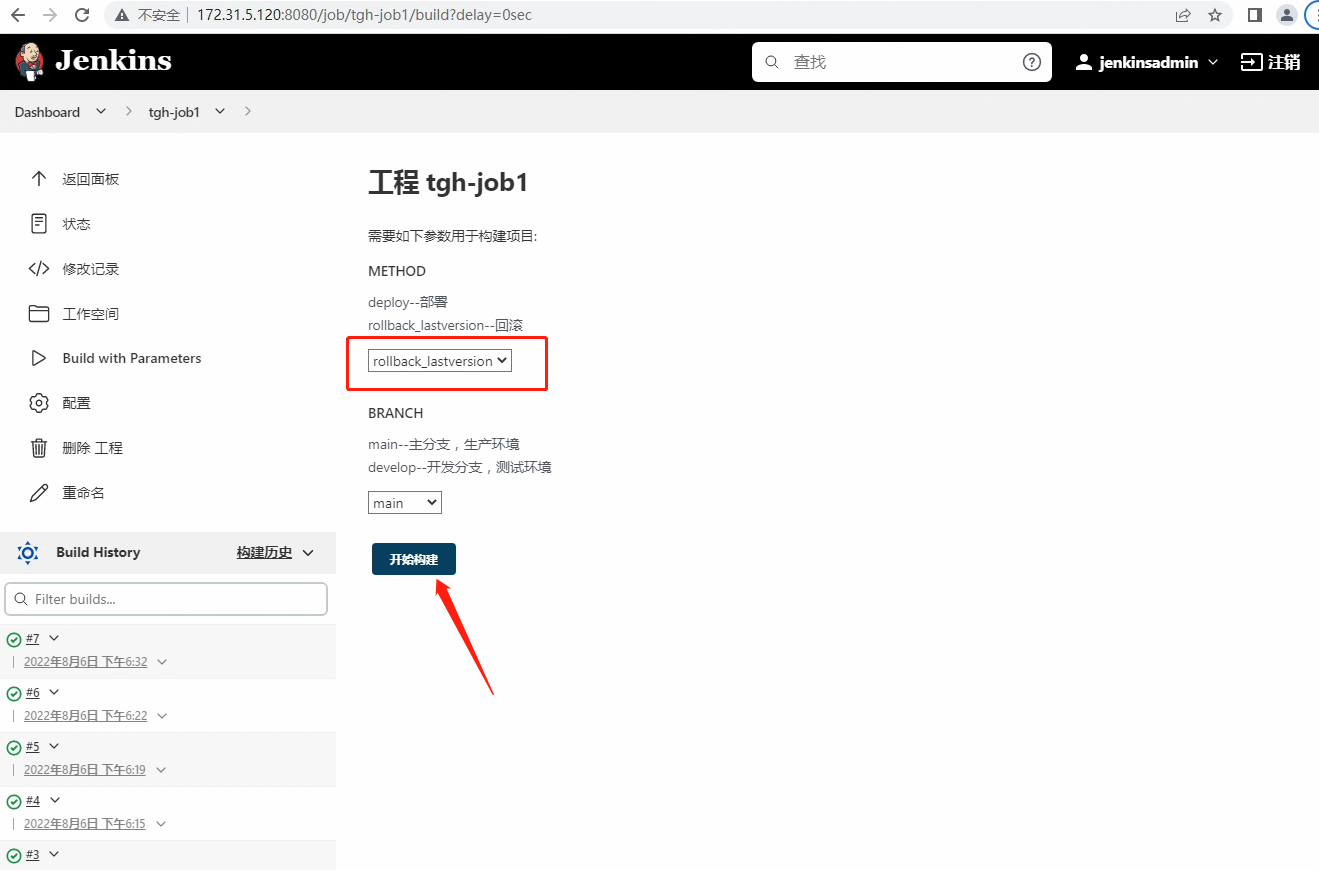 不安全 172.31.5.120:8080/job/tgh-job1/build?delay=0sec
Jenkins
查找
jenkinsadmin
注销
Dashboard
tgh-job1
返回面板
状态
修改记录
工作空间
Build with Parameters
配置
删除 工程
重命名
Build History
构建历史
Filter builds...
#7
2022年8月6日 下午6:32
#6
2022年8月6日 下午6:22
#5
2022年8月6日 下午6:19
#4
2022年8月6日 下午6:15
#3
工程 tgh-job1
需要如下参数用于构建项目:
METHOD
deploy--部署
rollback_lastversion--回滚
rollback_lastversion
BRANCH
main--主分支，生产环境
develop--开发分支，测试环境
main
开始构建